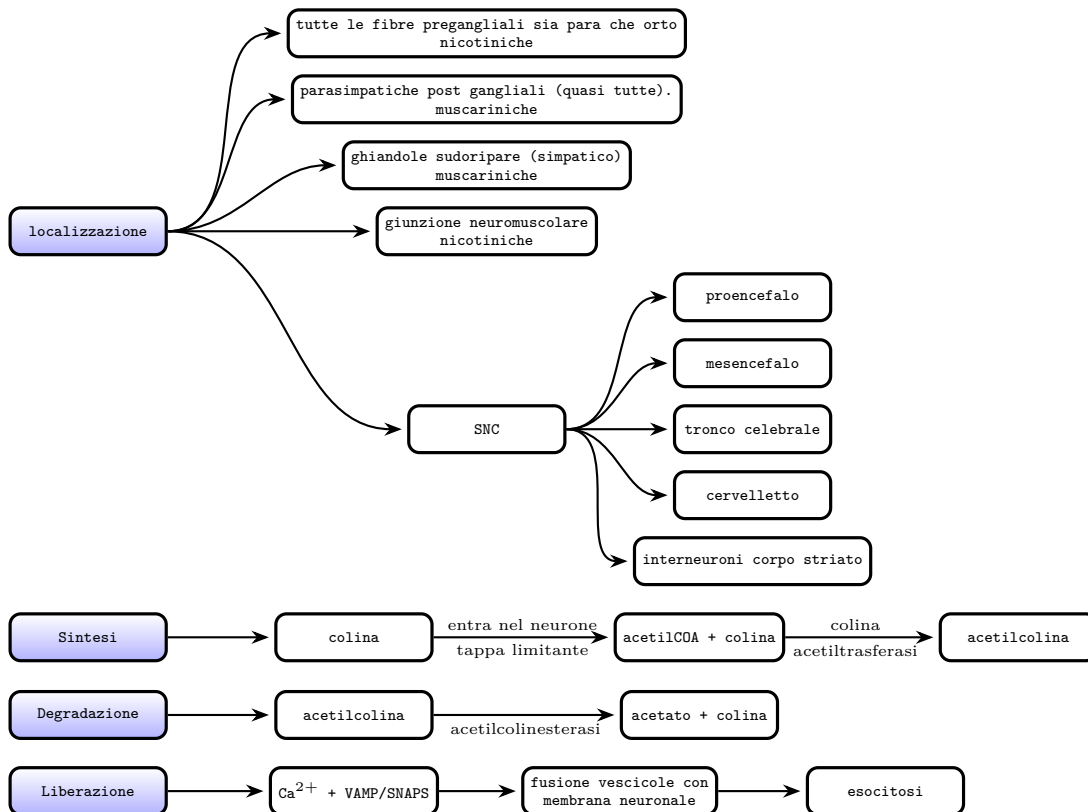 tutte le fibre pregangliali sia para che orto
nicotiniche
parasimpatiche post gangliali (quasi tutte).
muscariniche
ghiandole sudoripare (simpatico)
muscariniche
localizzazione
giunzione neuromuscolare
nicotiniche
proencefalo
mesencefalo
SNC
tronco celebrale
cervelletto
interneuroni corpo striato
Sintesi
colina
entra nel neurone
tappa limitante
acetilCOA + colina
colina
acetiltrasferasi
acetilcolina
Degradazione
acetilcolina
acetilcolinesterasi
acetato + colina
Liberazione
Ca²⁺ + VAMP/SNAPS
fusione vescicole con
membrana neuronale
esocitosi